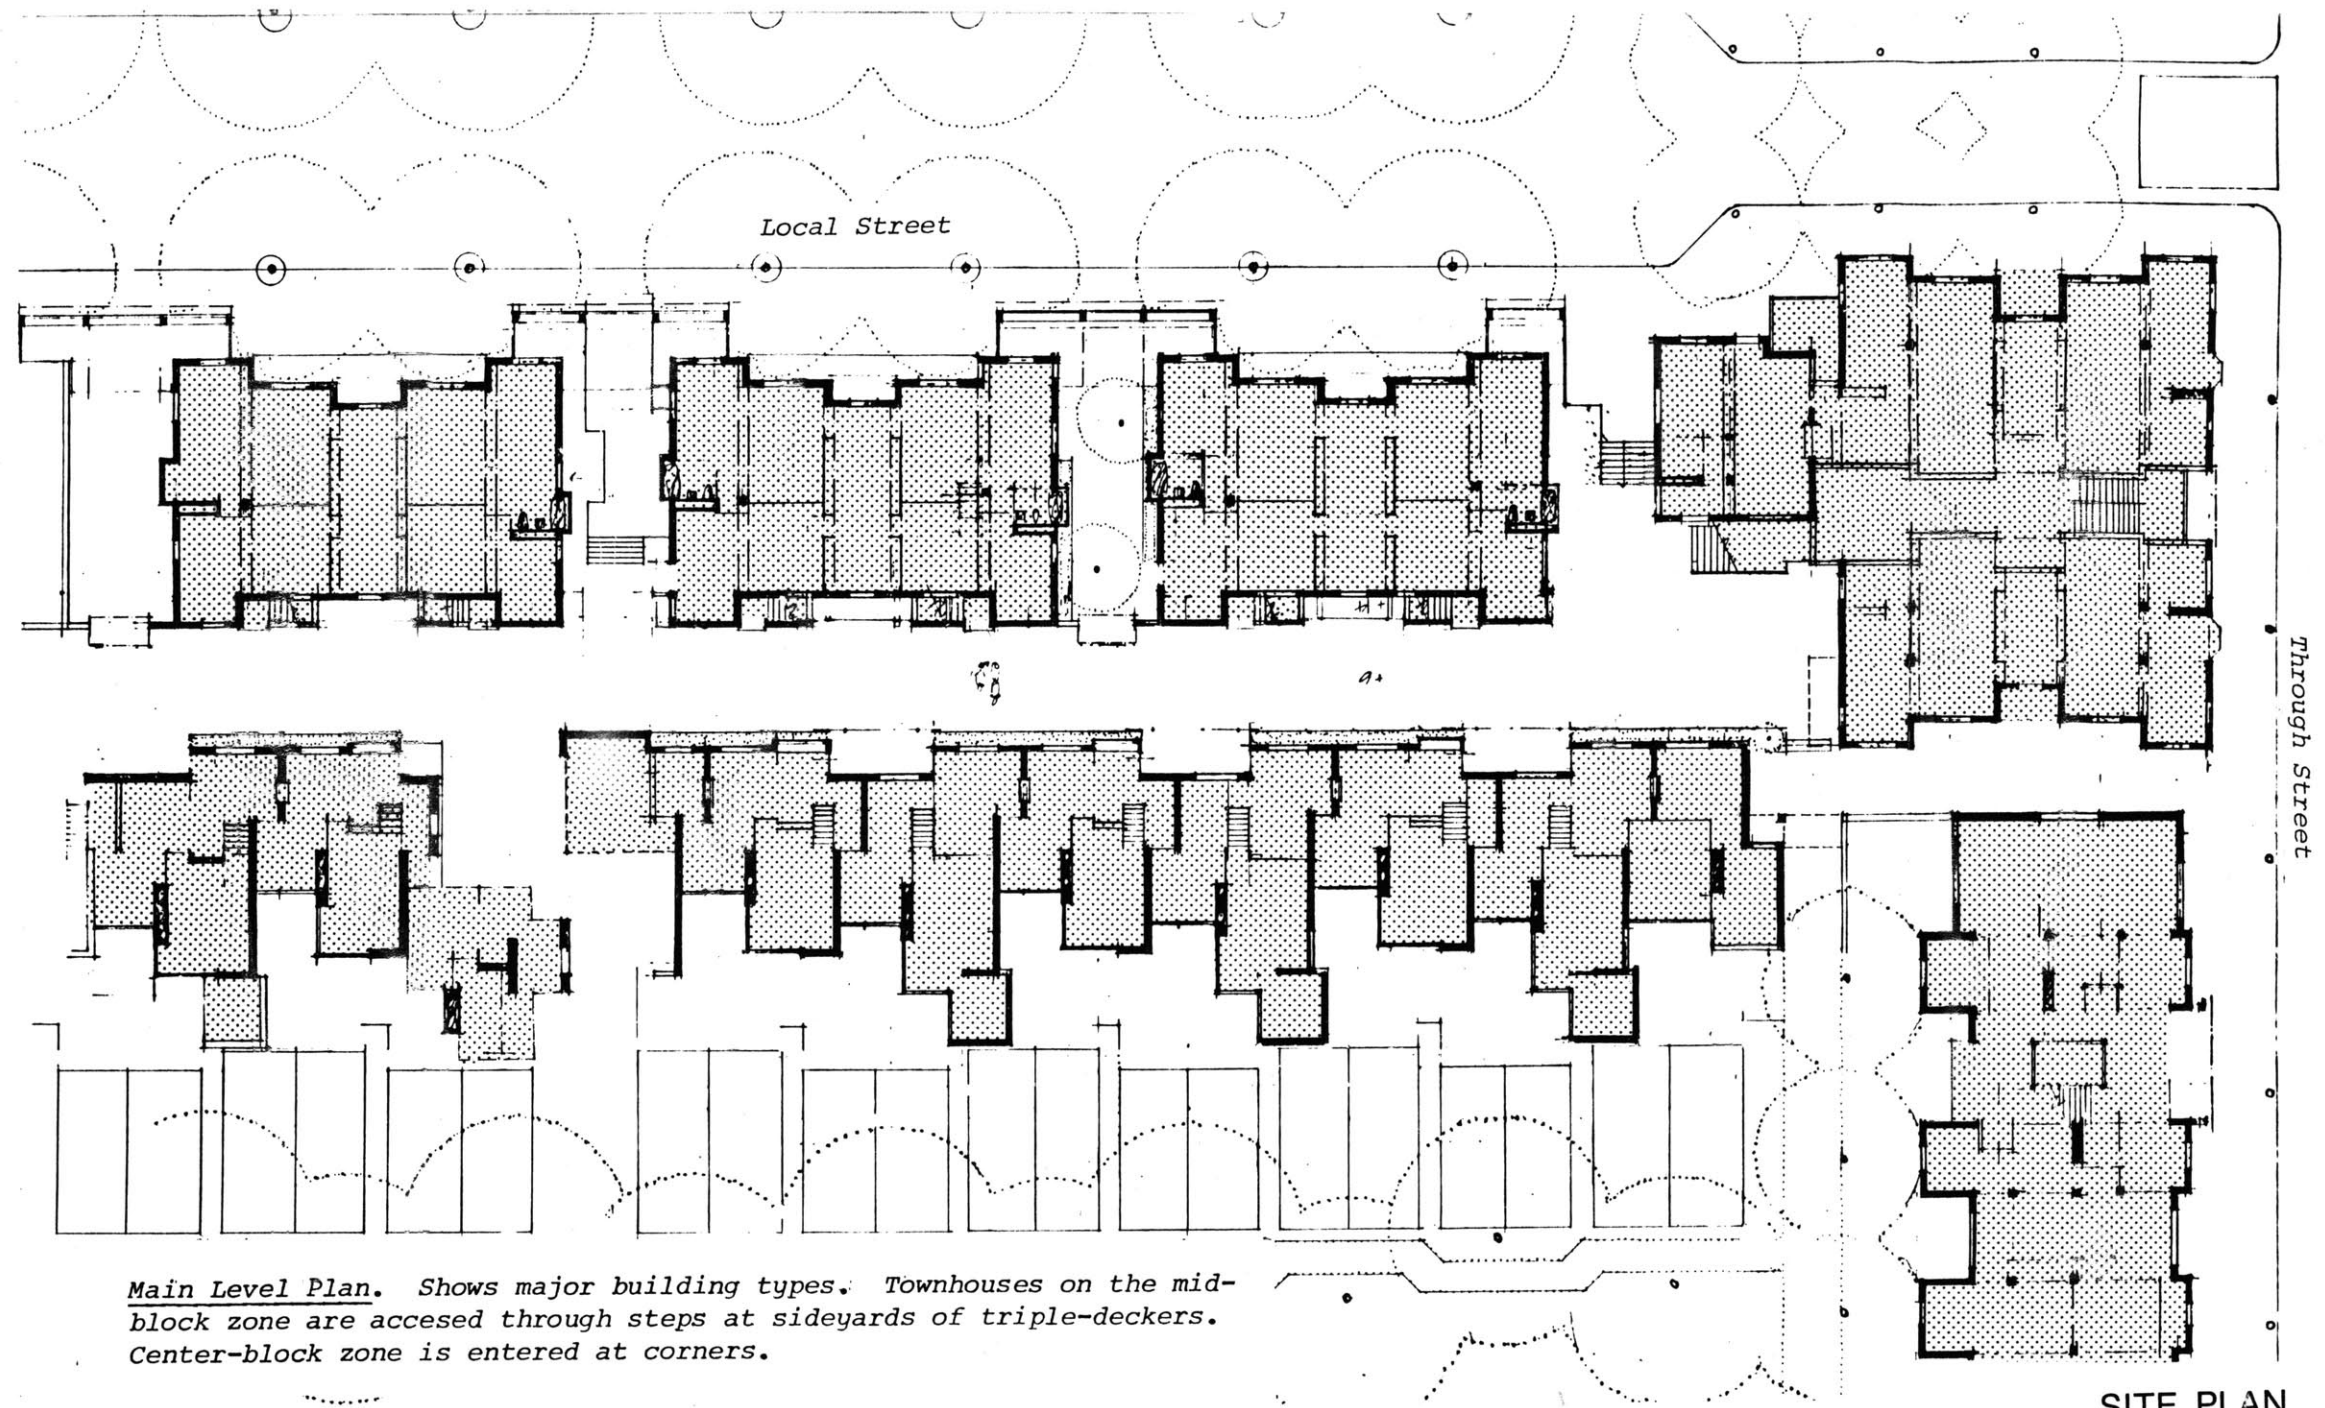 Local Street
Through Street
Main Level Plan. Shows major building types. Townhouses on the mid-
block zone are accesed through steps at sideyards of triple-deckers.
Center-block zone is entered at corners.
SITE PLAN